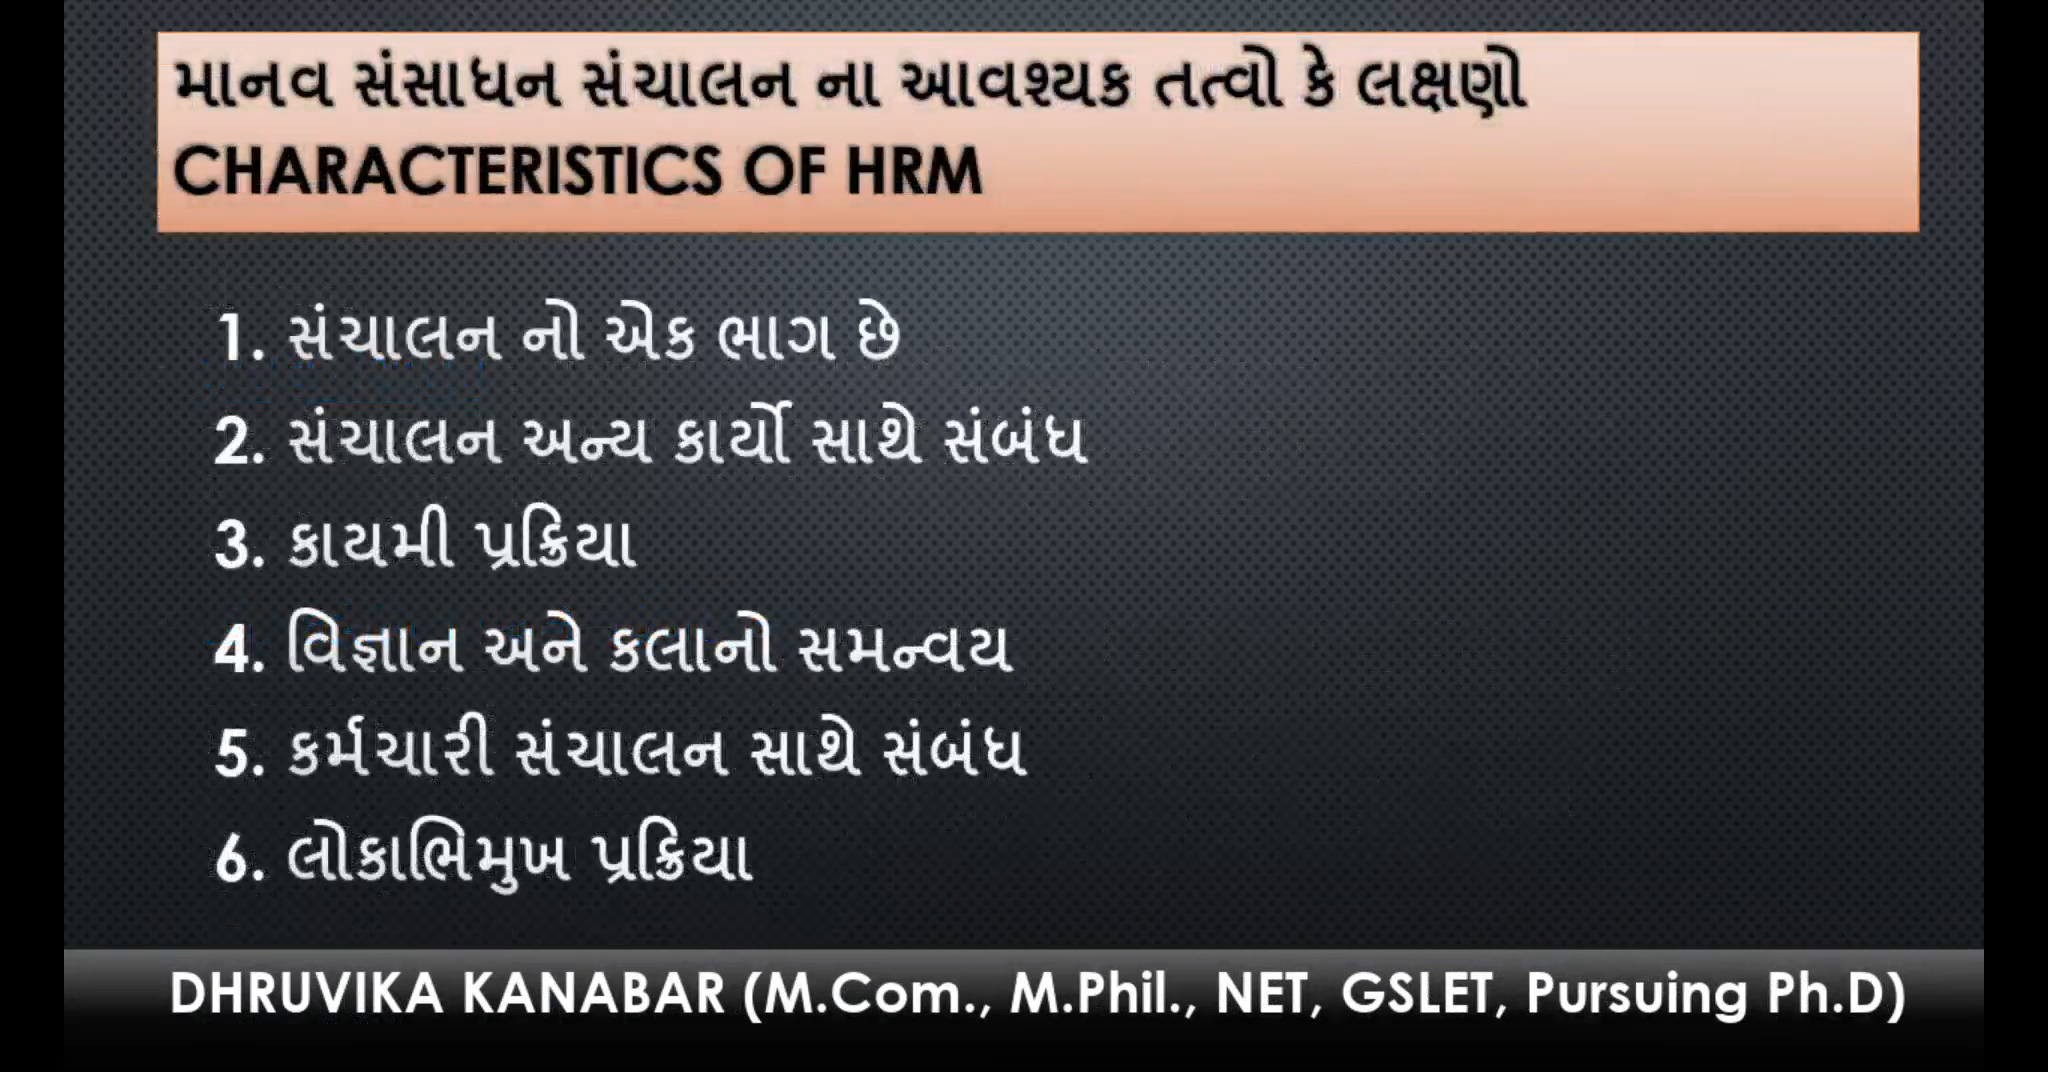 માનવ સંસાધન સંચાલન ના આવશ્યક તત્વો કે લક્ષણો
CHARACTERISTICS OF HRM
1. સંચાલન નો એક ભાગ છે
2. સંચાલન અન્ય કાર્યો સાથે સંબંધ
3. કાયમી પ્રક્રિયા
4. વિજ્ઞાન અને કલાનો સમન્વય
5. કર્મચારી સંચાલન સાથે સંબંધ
6. લોકાભિમુખ પ્રક્રિયા
DHRUVIKA KANABAR (M.Com., M.Phil., NET, GSLET, Pursuing Ph.D)